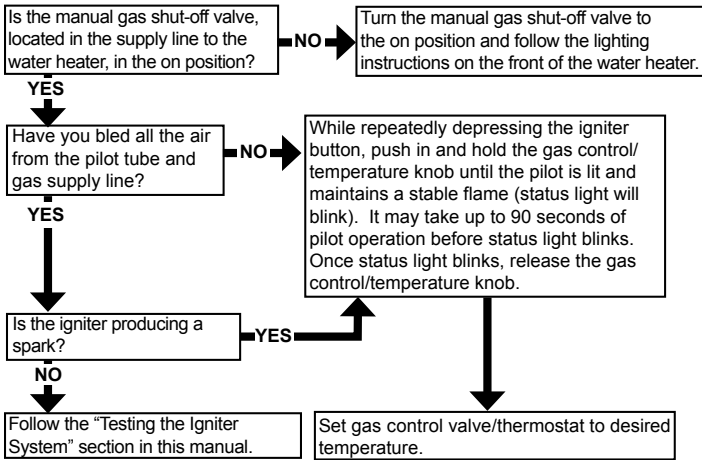 Is the manual gas shut-off valve,
located in the supply line to the
water heater, in the on position?
NO
Turn the manual gas shut-off valve to
the on position and follow the lighting
instructions on the front of the water heater.
YES
Have you bled all the air
from the pilot tube and
gas supply line?
NO
While repeatedly depressing the igniter
button, push in and hold the gas control/
temperature knob until the pilot is lit and
maintains a stable flame (status light will
blink). It may take up to 90 seconds of
pilot operation before status light blinks.
Once status light blinks, release the gas
control/temperature knob.
YES
Is the igniter producing a
spark?
YES
NO
Follow the “Testing the Igniter
System” section in this manual.
Set gas control valve/thermostat to desired
temperature.